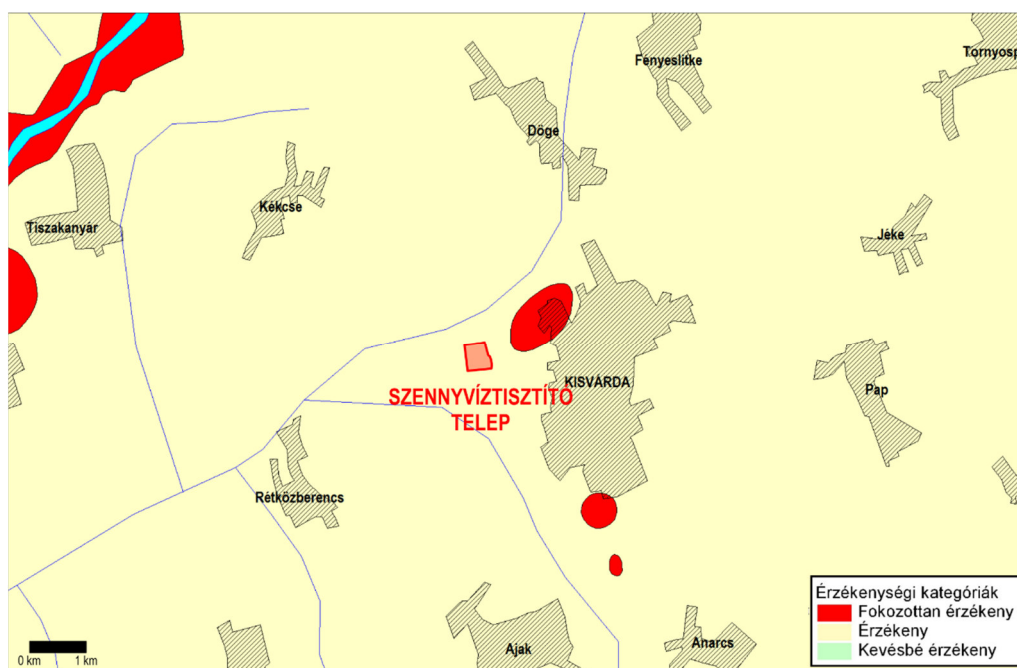 Fényeslitke
Tornyosp
Döge
Kékcse
Tiszakanyár
Jéke
KISVÁRDA
Pap
SZENNYVÍZTISZTÍTÓ
TELEP
Rétközberencs
Ajak
Anarcs
0 km 1 km
Érzékenységi kategóriák
Fokozottan érzékeny
Érzékeny
Kevésbé érzékeny